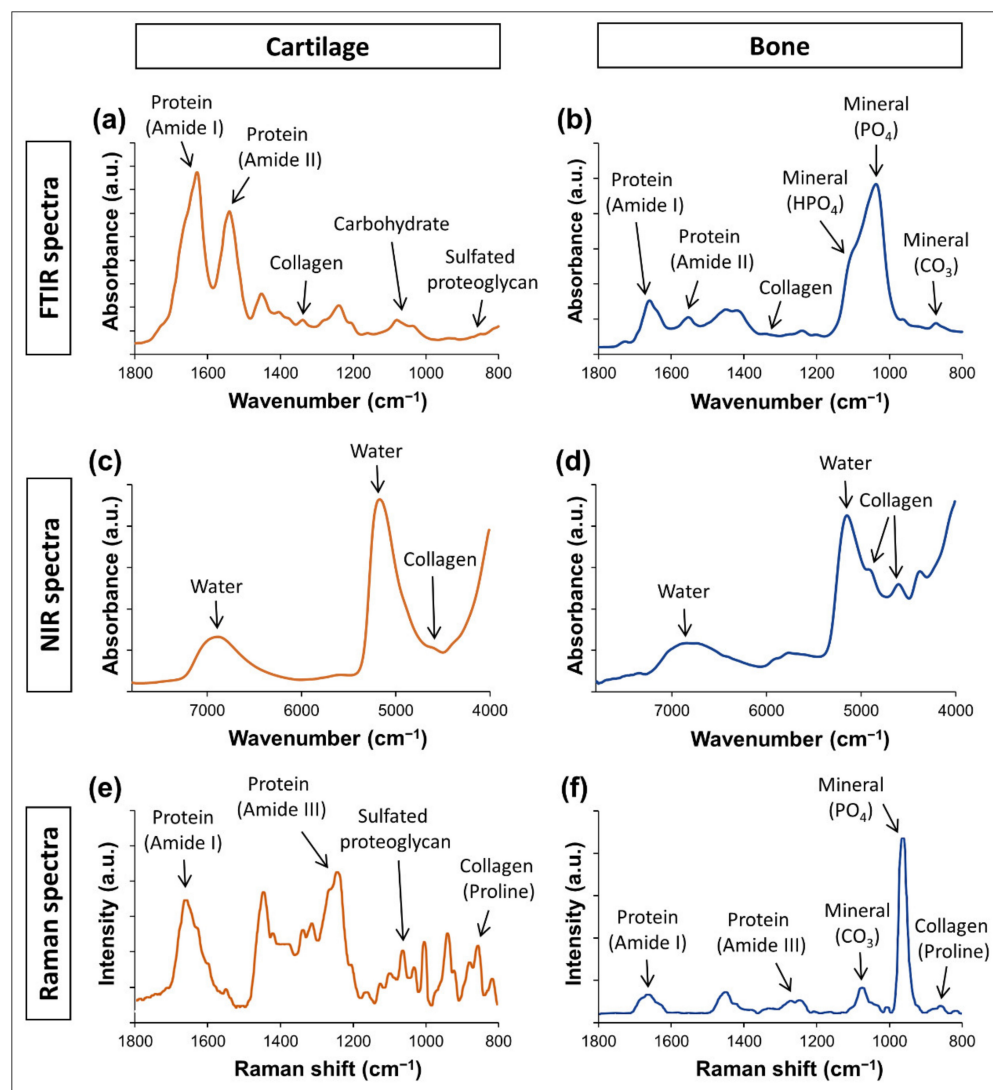 Cartilage
Bone
FTIR spectra
(a)
Protein
(Amide I)
Protein
(Amide II)
Collagen
Carbohydrate
Sulfated
proteoglycan
Absorbance (a.u.)
1800 1600 1400 1200 1000 800
Wavenumber (cm⁻¹)
(b)
Protein
(Amide I)
Protein
(Amide II)
Collagen
Mineral
(HPO₄)
Mineral
(PO₄)
Mineral
(CO₃)
Absorbance (a.u.)
1800 1600 1400 1200 1000 800
Wavenumber (cm⁻¹)
NIR spectra
(c)
Water
Water
Collagen
Absorbance (a.u.)
7000 6000 5000 4000
Wavenumber (cm⁻¹)
(d)
Water
Water
Collagen
Absorbance (a.u.)
7000 6000 5000 4000
Wavenumber (cm⁻¹)
Raman spectra
(e)
Protein
(Amide I)
Protein
(Amide III)
Sulfated
proteoglycan
Collagen
(Proline)
Intensity (a.u.)
1800 1600 1400 1200 1000 800
Raman shift (cm⁻¹)
(f)
Protein
(Amide I)
Protein
(Amide III)
Mineral
(CO₃)
Mineral
(PO₄)
Collagen
(Proline)
Intensity (a.u.)
1800 1600 1400 1200 1000 800
Raman shift (cm⁻¹)